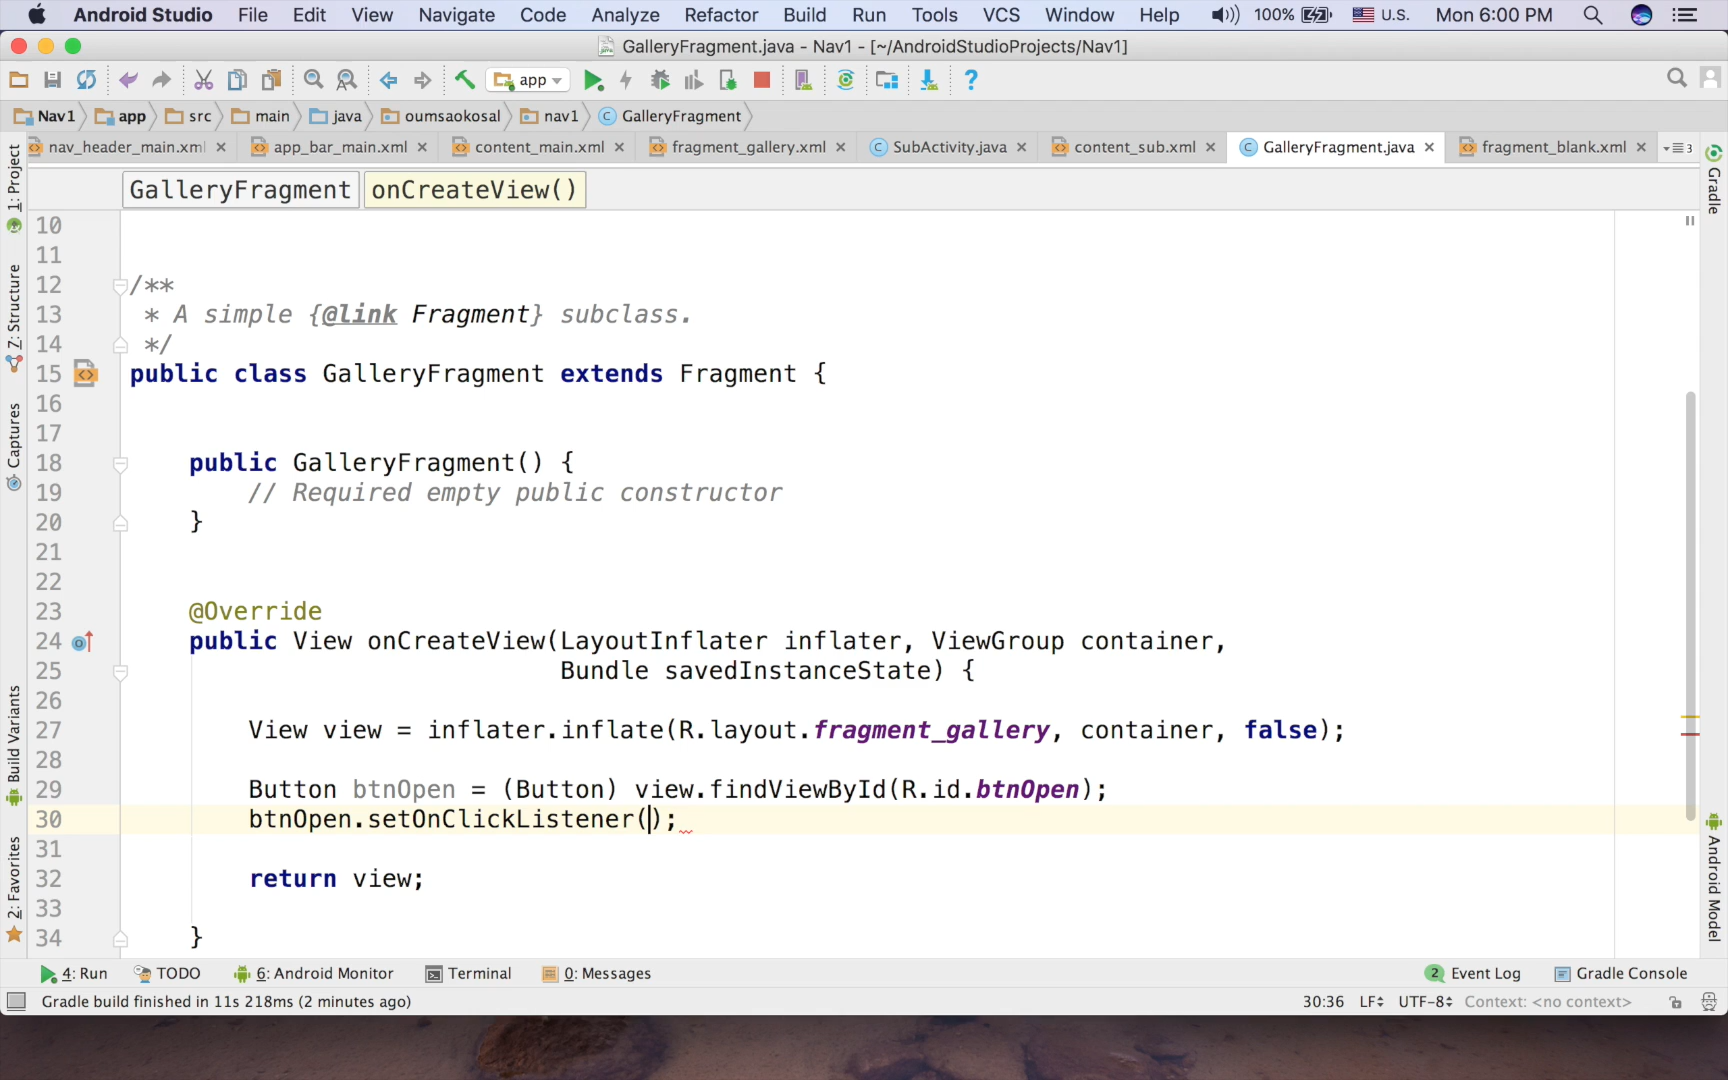 Android Studio File Edit View Navigate Code Analyze Refactor Build Run Tools VCS Window Help 100% U.S. Mon 6:00 PM
GalleryFragment.java - Nav1 - [~/AndroidStudioProjects/Nav1]
app
Nav1 app src main java oumsaokosal nav1 GalleryFragment
nav_header_main.xml app_bar_main.xml content_main.xml fragment_gallery.xml SubActivity.java content_sub.xml GalleryFragment.java fragment_blank.xml 3
GalleryFragment onCreateView()
1: Project
7: Structure
Captures
Build Variants
2: Favorites
10
11
12 /**
13 * A simple {@link Fragment} subclass.
14 */
15 public class GalleryFragment extends Fragment {
16
17
18 public GalleryFragment() {
19 // Required empty public constructor
20 }
21
22
23 @Override
24 public View onCreateView(LayoutInflater inflater, ViewGroup container,
25 Bundle savedInstanceState) {
26
27 View view = inflater.inflate(R.layout.fragment_gallery, container, false);
28
29 Button btnOpen = (Button) view.findViewById(R.id.btnOpen);
30 btnOpen.setOnClickListener();
31
32 return view;
33
34 }
Gradle
Android Model
4: Run TODO 6: Android Monitor Terminal 0: Messages 2 Event Log Gradle Console
Gradle build finished in 11s 218ms (2 minutes ago) 30:36 LF UTF-8 Context: <no context>